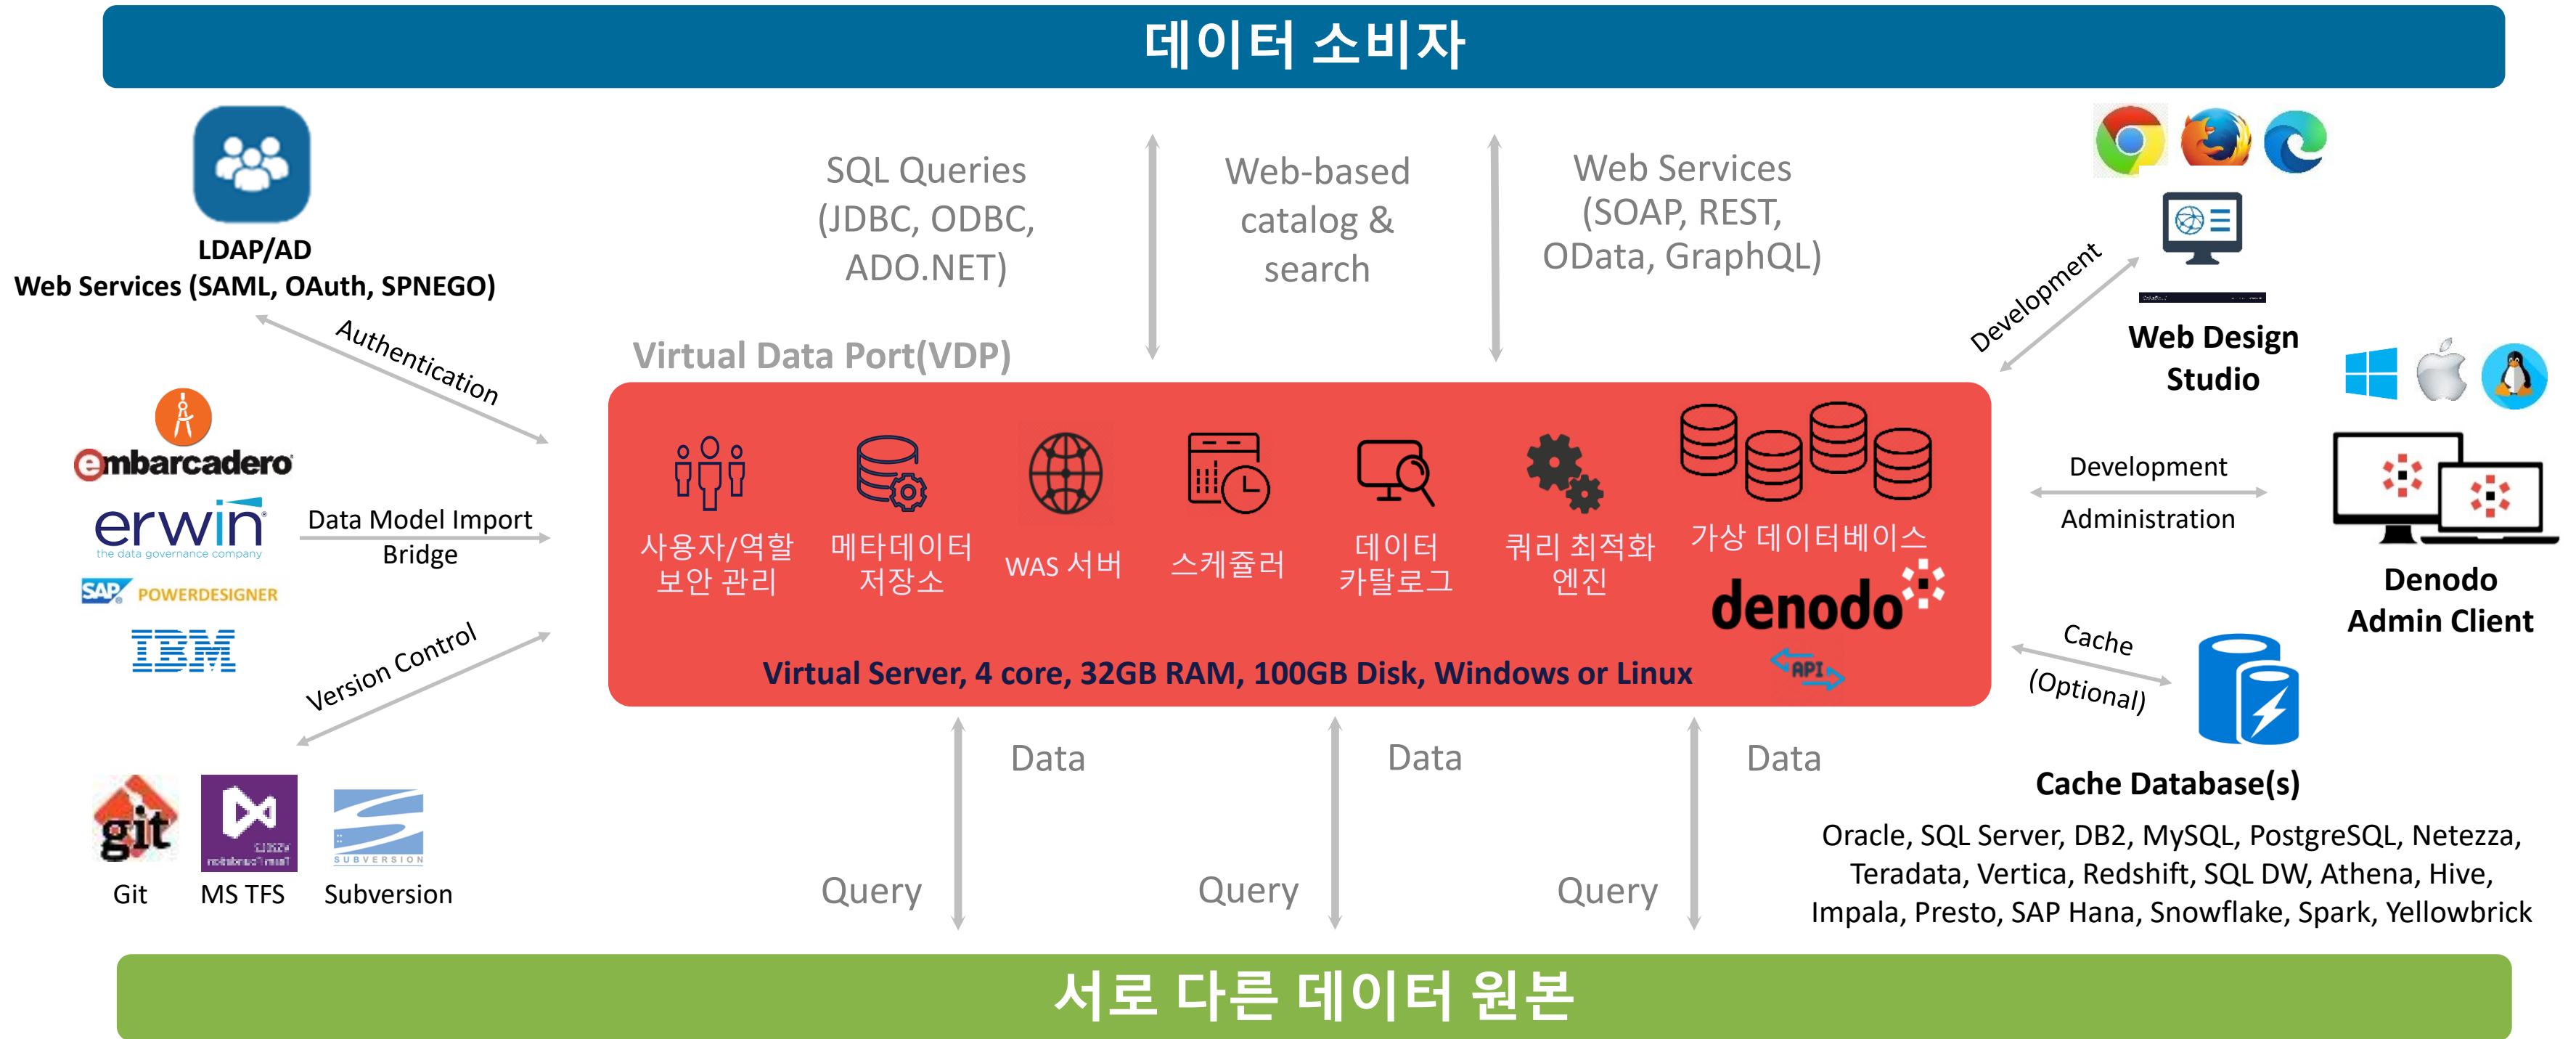 데이터 소비자
LDAP/AD
Web Services (SAML, OAuth, SPNEGO)
SQL Queries
(JDBC, ODBC,
ADO.NET)
Web-based
catalog &
search
Web Services
(SOAP, REST,
OData, GraphQL)
Development
Web Design
Studio
Authentication
Virtual Data Port(VDP)
embarcadero
erwin
the data governance company
SAP POWERDESIGNER
IBM
Data Model Import
Bridge
Version Control
사용자/역할
보안 관리
메타데이터
저장소
WAS 서버
스케쥴러
데이터
카탈로그
쿼리 최적화
엔진
가상 데이터베이스
denodo
Virtual Server, 4 core, 32GB RAM, 100GB Disk, Windows or Linux
API
Development
Administration
Denodo
Admin Client
Cache
(Optional)
Cache Database(s)
Oracle, SQL Server, DB2, MySQL, PostgreSQL, Netezza,
Teradata, Vertica, Redshift, SQL DW, Athena, Hive,
Impala, Presto, SAP Hana, Snowflake, Spark, Yellowbrick
git
SUBVERSION
Git
MS TFS
Subversion
Data
Data
Data
Query
Query
Query
서로 다른 데이터 원본